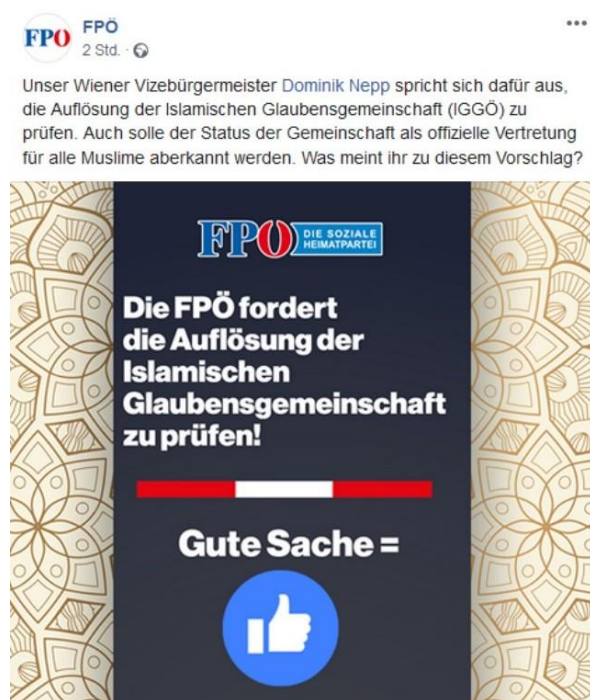 FPÖ
FPÖ
2 Std.
Unser Wiener Vizebürgermeister Dominik Nepp spricht sich dafür aus,
die Auflösung der Islamischen Glaubensgemeinschaft (IGGÖ) zu
prüfen. Auch solle der Status der Gemeinschaft als offizielle Vertretung
für alle Muslime aberkannt werden. Was meint ihr zu diesem Vorschlag?
FPÖ DIE SOZIALE
HEIMATPARTEI
Die FPÖ fordert
die Auflösung der
Islamischen
Glaubensgemeinschaft
zu prüfen!
Gute Sache =